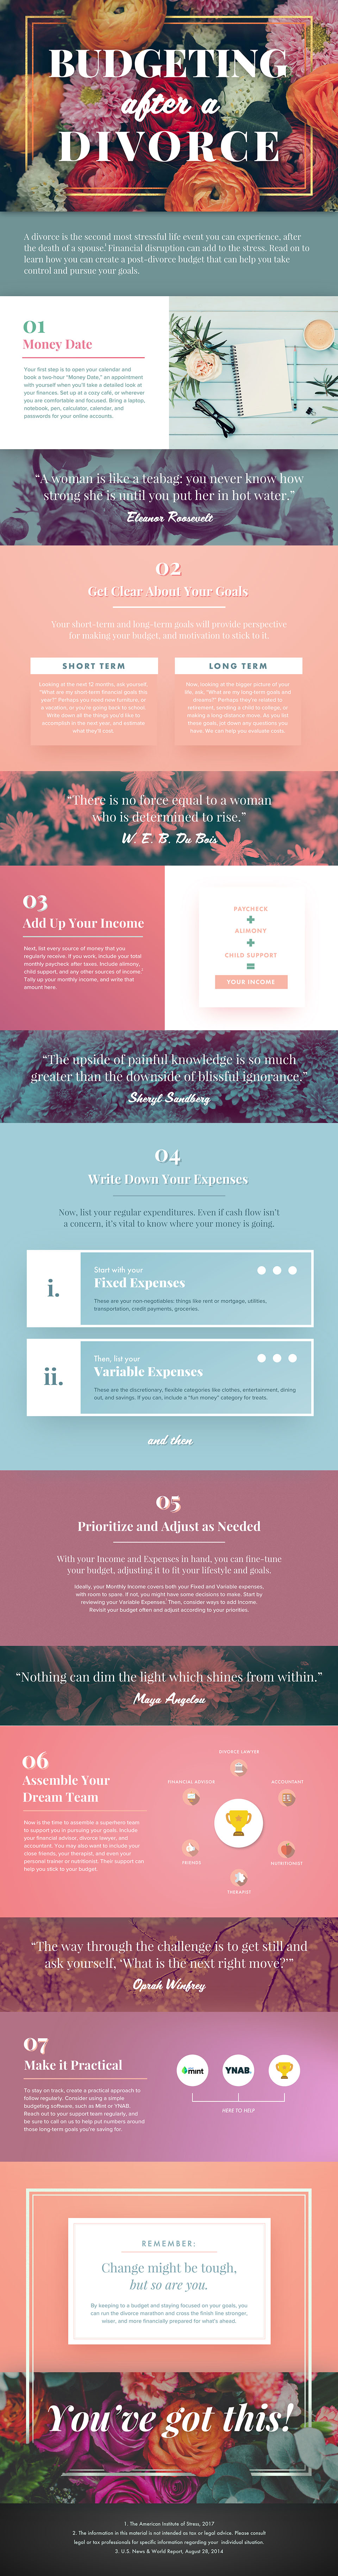 BUDGETING
after a
DIVORCE
A divorce is the second most stressful life event you can experience, after
the death of a spouse.¹ Financial disruption can add to the stress. Read on to
learn how you can create a post-divorce budget that can help you take
control and pursue your goals.
01
Money Date
Your first step is to open your calendar and
book a two-hour "Money Date," an appointment
with yourself when you'll take a detailed look at
your finances. Set up at a cozy café, or wherever
you are comfortable and focused. Bring a laptop,
notebook, pen, calculator, calendar, and
passwords for your online accounts.
"A woman is like a teabag: you never know how
strong she is until you put her in hot water."
Eleanor Roosevelt
02
Get Clear About Your Goals
Your short-term and long-term goals will provide perspective
for making your budget, and motivation to stick to it.
SHORT TERM
Looking at the next 12 months, ask yourself,
"What are my short-term financial goals this
year?" Perhaps you need new furniture, or
a vacation, or you're going back to school.
Write down all the things you'd like to
accomplish in the next year, and estimate
what they'll cost.
LONG TERM
Now, looking at the bigger picture of your
life, ask, "What are my long-term goals and
dreams?" Perhaps they're related to
retirement, sending a child to college, or
making a long-distance move. As you list
these goals, jot down any questions you
have. We can help you evaluate costs.
"There is no force equal to a woman
who is determined to rise."
W. E. B. Du Bois
03
Add Up Your Income
Next, list every source of money that you
regularly receive. If you work, include your total
monthly paycheck after taxes. Include alimony,
child support, and any other sources of income.²
Tally up your monthly income, and write that
amount here.
PAYCHECK
+
ALIMONY
+
CHILD SUPPORT
=
YOUR INCOME
"The upside of painful knowledge is so much
greater than the downside of blissful ignorance."
Sheryl Sandberg
04
Write Down Your Expenses
Now, list your regular expenditures. Even if cash flow isn't
a concern, it's vital to know where your money is going.
i.
Start with your
Fixed Expenses
These are your non-negotiables: things like rent or mortgage, utilities,
transportation, credit payments, groceries.
ii.
Then, list your
Variable Expenses
These are the discretionary, flexible categories like clothes, entertainment, dining
out, and savings. If you can, include a "fun money" category for treats.
and then
05
Prioritize and Adjust as Needed
With your Income and Expenses in hand, you can fine-tune
your budget, adjusting it to fit your lifestyle and goals.
Ideally, your Monthly Income covers both your Fixed and Variable expenses,
with room to spare. If not, you might have some decisions to make. Start by
reviewing your Variable Expenses.³ Then, consider ways to add Income.
Revisit your budget often and adjust according to your priorities.
"Nothing can dim the light which shines from within."
Maya Angelou
06
Assemble Your
Dream Team
Now is the time to assemble a superhero team
to support you in pursuing your goals. Include
your financial advisor, divorce lawyer, and
accountant. You may also want to include your
close friends, your therapist, and even your
personal trainer or nutritionist. Their support can
help you stick to your budget.
DIVORCE LAWYER
FINANCIAL ADVISOR
ACCOUNTANT
FRIENDS
NUTRITIONIST
THERAPIST
"The way through the challenge is to get still and
ask yourself, 'What is the next right move?'"
Oprah Winfrey
07
Make it Practical
To stay on track, create a practical approach to
follow regularly. Consider using a simple
budgeting software, such as Mint or YNAB.
Reach out to your support team regularly, and
be sure to call on us to help put numbers around
those long-term goals you're saving for.
mint
YNAB.
HERE TO HELP
REMEMBER:
Change might be tough,
but so are you.
By keeping to a budget and staying focused on your goals, you
can run the divorce marathon and cross the finish line stronger,
wiser, and more financially prepared for what's ahead.
You've got this!
1. The American Institute of Stress, 2017
2. The information in this material is not intended as tax or legal advice. Please consult
legal or tax professionals for specific information regarding your individual situation.
3. U.S. News & World Report, August 28, 2014